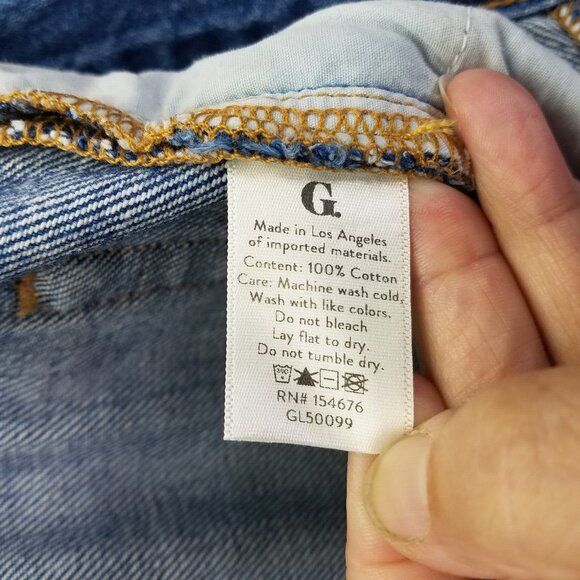 G.
Made in Los Angeles
of imported materials.
Content: 100% Cotton
Care: Machine wash cold.
Wash with like colors.
Do not bleach
Lay flat to dry.
Do not tumble dry.
RN# 154676
GL50099